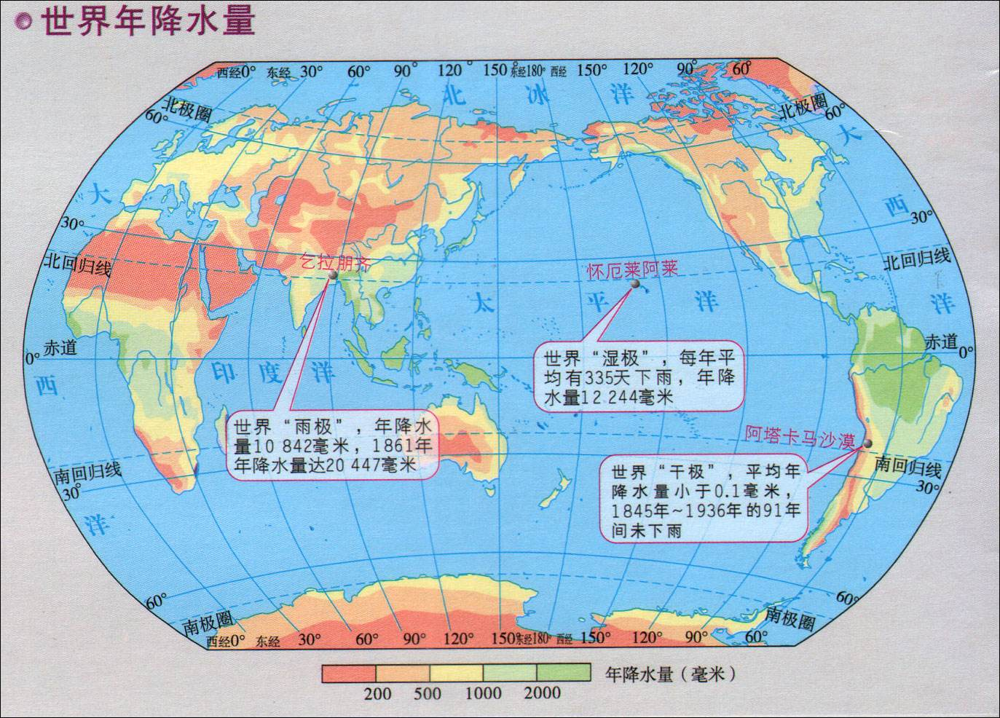 世界年降水量
西经0° 东经 30° 60° 90° 120° 150° 东经180° 西经 150° 120° 90° 60°
北 冰 洋
北极圈
北极圈
60°
60°
大
大
西
30°
30°
北回归线
北回归线
乞拉朋齐
怀厄莱阿莱
太 平 洋
洋
赤道
0°
赤道
0°
印 度 洋
西
世界“湿极”，每年平
均有335天下雨，年降
水量12 244毫米
世界“雨极”，年降水
量10 842毫米，1861年
年降水量达20 447毫米
阿塔卡马沙漠
世界“干极”，平均年
降水量小于0.1毫米，
1845年~1936年的91年
间未下雨
南回归线
南回归线
30°
30°
洋
60°
60°
南极圈
南极圈
西经0° 东经 30° 60° 90° 120° 150° 东经180° 西经 150° 120° 90° 60°
200 500 1000 2000
年降水量（毫米）